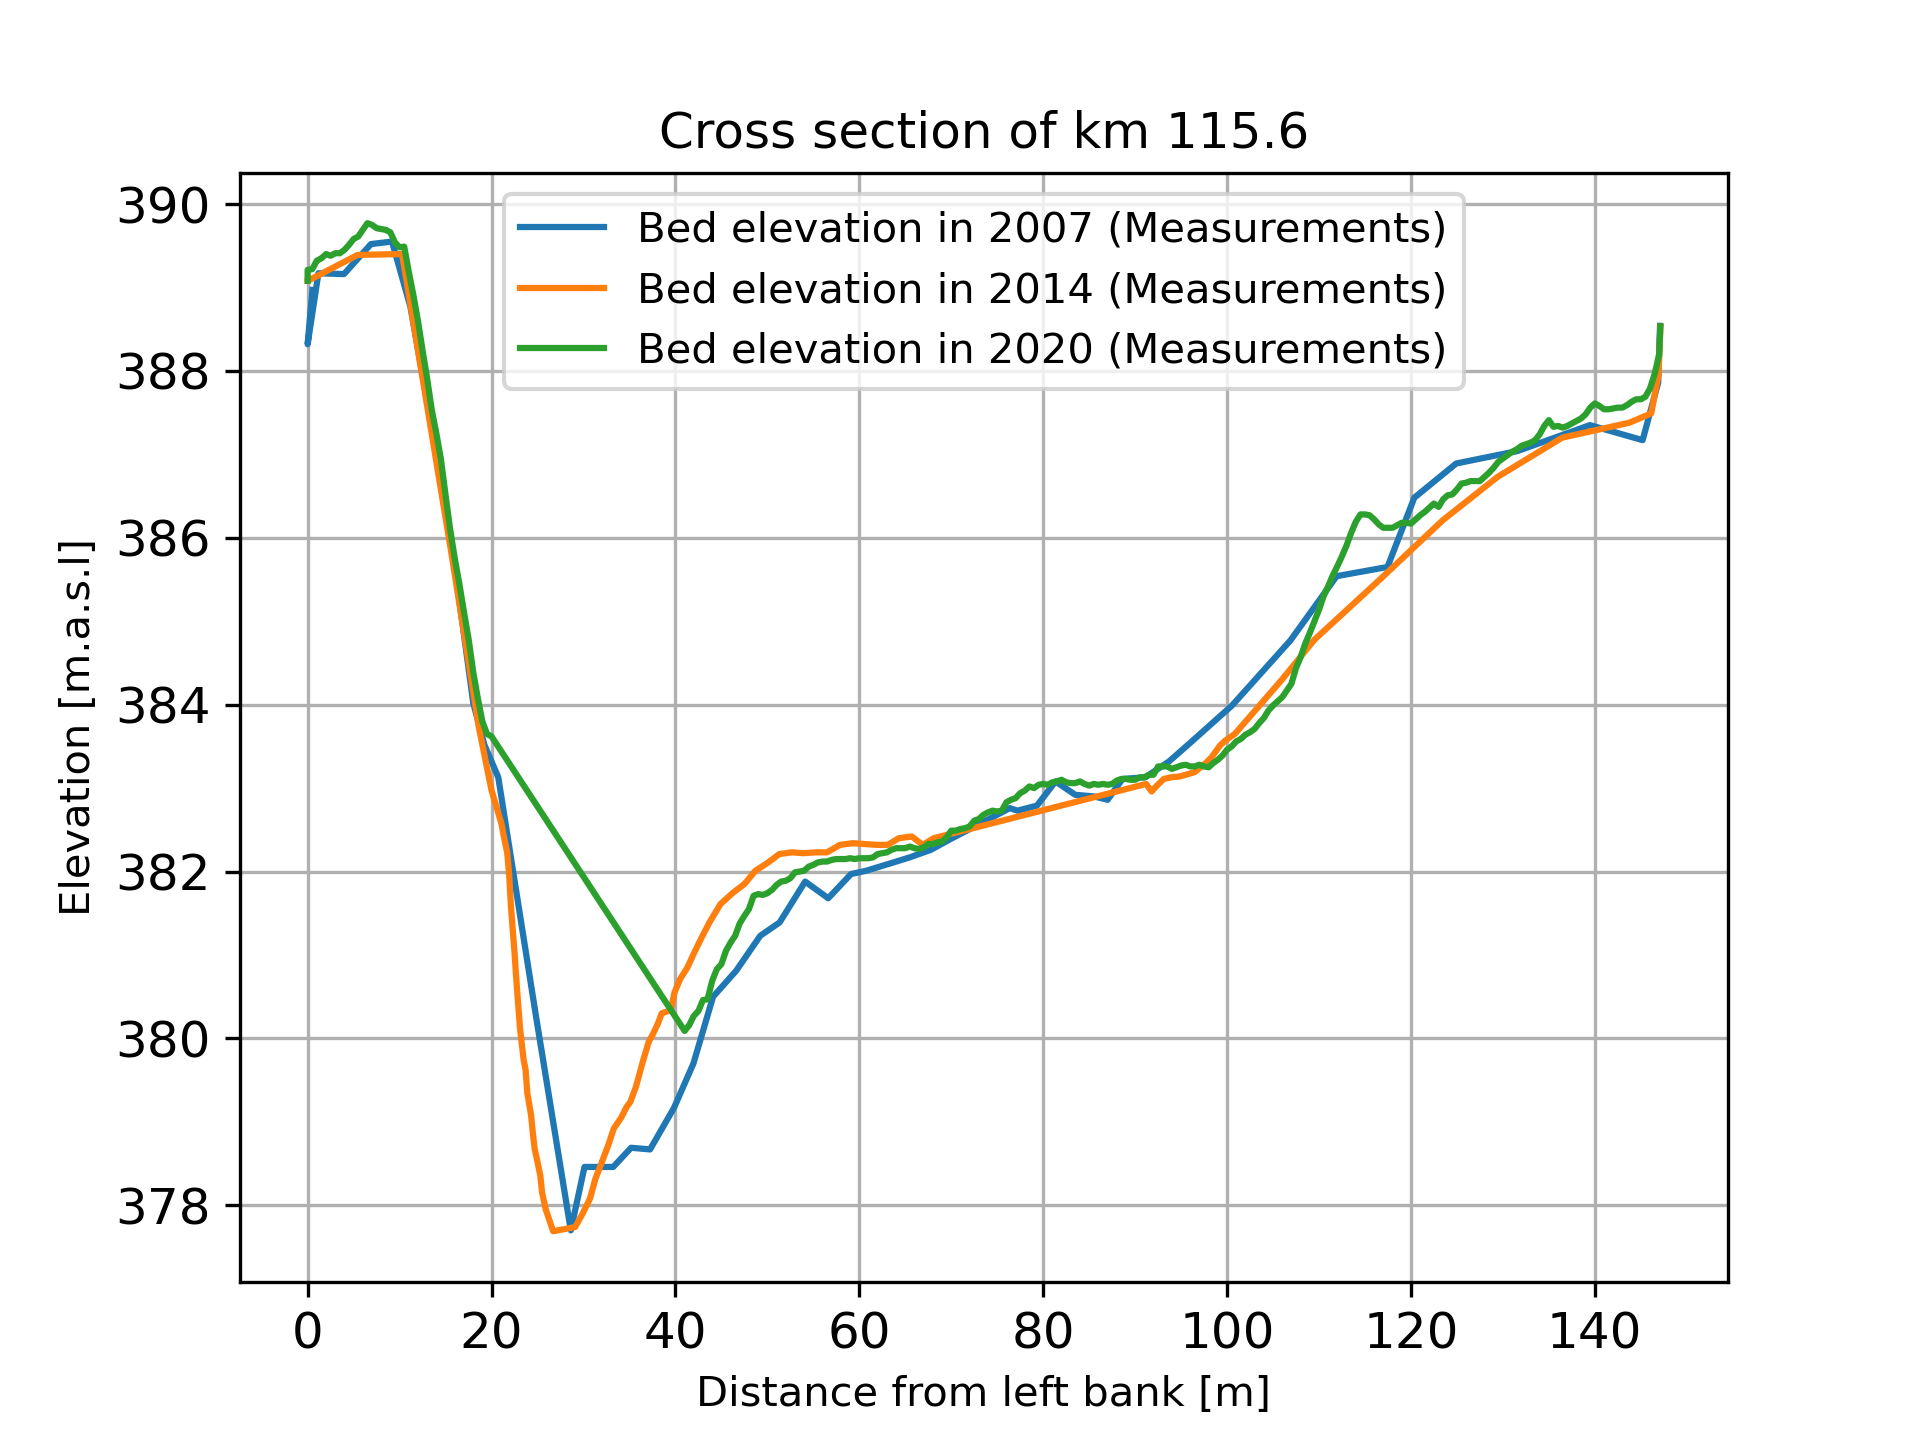 Cross section of km 115.6
Bed elevation in 2007 (Measurements)
Bed elevation in 2014 (Measurements)
Bed elevation in 2020 (Measurements)
390
388
386
384
382
380
378
Elevation [m.a.s.l]
0 20 40 60 80 100 120 140
Distance from left bank [m]